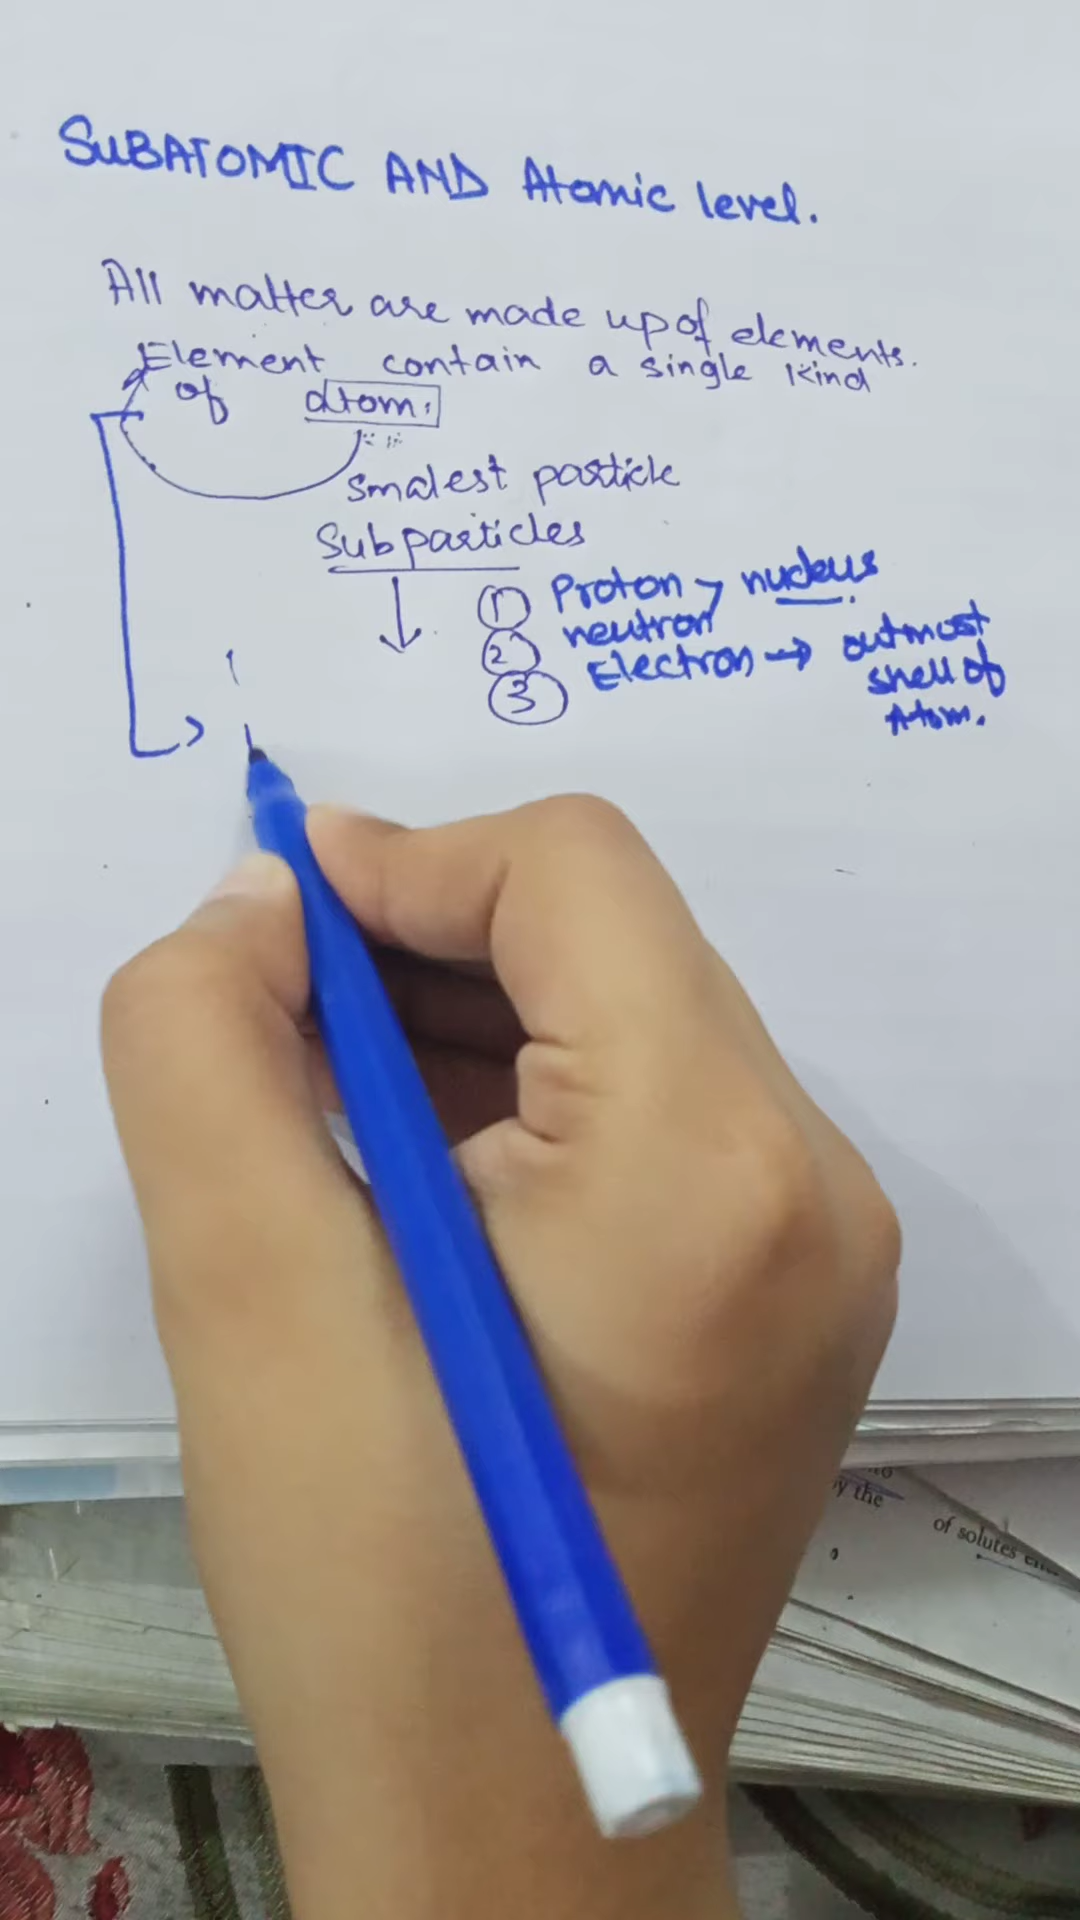 SUBATOMIC AND Atomic level.
All matter are made up of elements.
Element contain a single kind
of atom.
Smalest particle
Subparticles
1 Proton → nucleus
2 neutron
3 Electron → outmost
shell of
Atom.
y the
of solutes